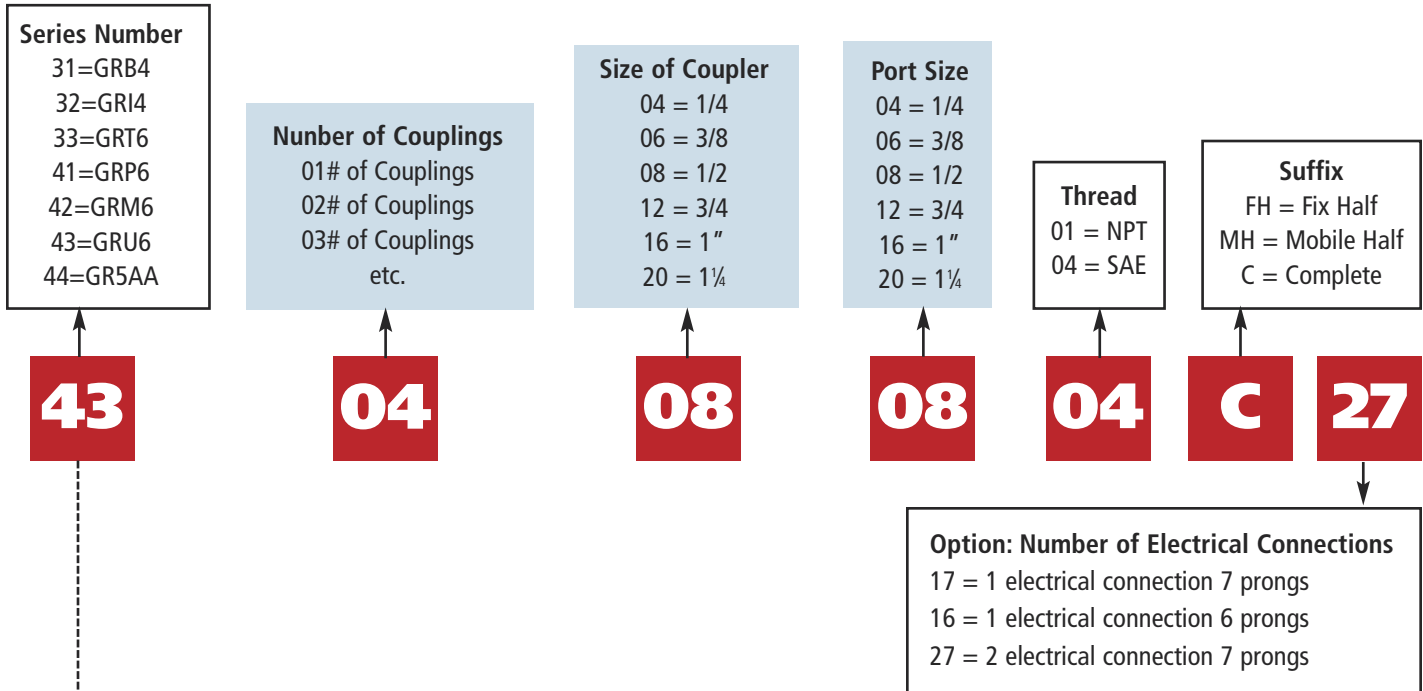 Series Number
31=GRB4
32=GRI4
33=GRT6
41=GRP6
42=GRM6
43=GRU6
44=GR5AA
Nunber of Couplings
01# of Couplings
02# of Couplings
03# of Couplings
etc.
Size of Coupler
04 = 1/4
06 = 3/8
08 = 1/2
12 = 3/4
16 = 1″
20 = 1¼
Port Size
04 = 1/4
06 = 3/8
08 = 1/2
12 = 3/4
16 = 1″
20 = 1¼
Thread
01 = NPT
04 = SAE
Suffix
FH = Fix Half
MH = Mobile Half
C = Complete
43 04 08 08 04 C 27
Option: Number of Electrical Connections
17 = 1 electrical connection 7 prongs
16 = 1 electrical connection 6 prongs
27 = 2 electrical connection 7 prongs